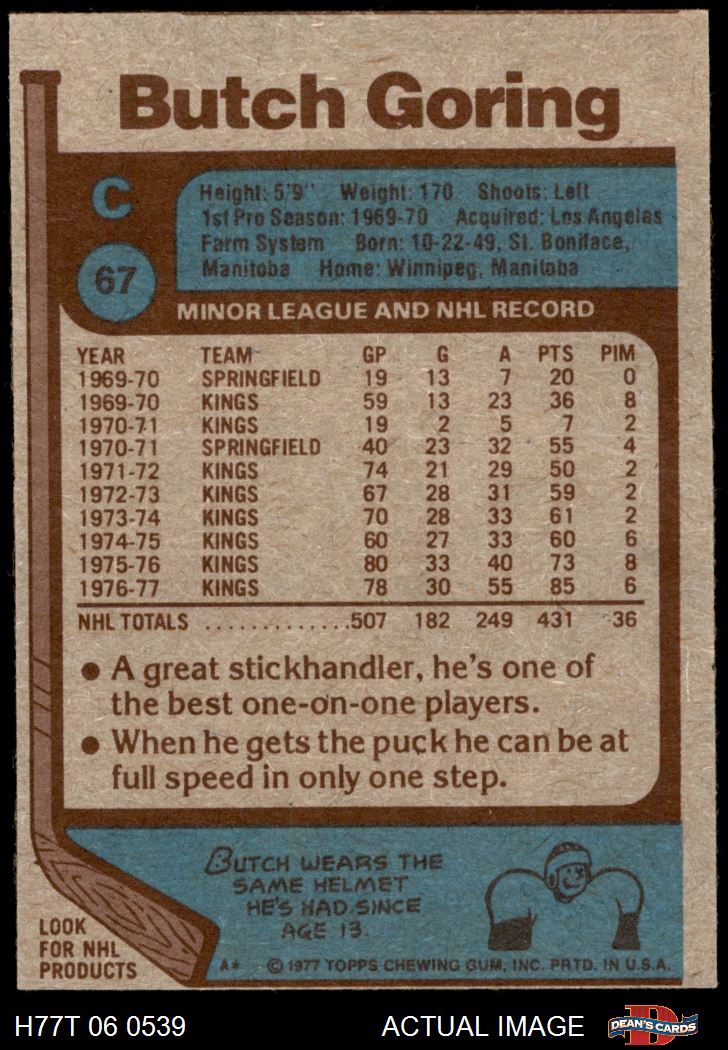 Butch Goring
C
67
Height: 5'9" Weight: 170 Shoots: Left
1st Pro Season: 1969-70 Acquired: Los Angeles
Farm System Born: 10-22-49, St. Boniface,
Manitoba Home: Winnipeg, Manitoba
MINOR LEAGUE AND NHL RECORD
YEAR TEAM GP G A PTS PIM
1969-70 SPRINGFIELD 19 13 7 20 0
1969-70 KINGS 59 13 23 36 8
1970-71 KINGS 19 2 5 7 2
1970-71 SPRINGFIELD 40 23 32 55 4
1971-72 KINGS 74 21 29 50 2
1972-73 KINGS 67 28 31 59 2
1973-74 KINGS 70 28 33 61 2
1974-75 KINGS 60 27 33 60 6
1975-76 KINGS 80 33 40 73 8
1976-77 KINGS 78 30 55 85 6
NHL TOTALS .............507 182 249 431 36
• A great stickhandler, he's one of
the best one-on-one players.
• When he gets the puck he can be at
full speed in only one step.
BUTCH WEARS THE
SAME HELMET
HE'S HAD SINCE
AGE 13.
LOOK
FOR NHL
PRODUCTS
A* © 1977 TOPPS CHEWING GUM, INC. PRTD. IN U.S.A.
H77T 06 0539 ACTUAL IMAGE DEAN'S CARDS